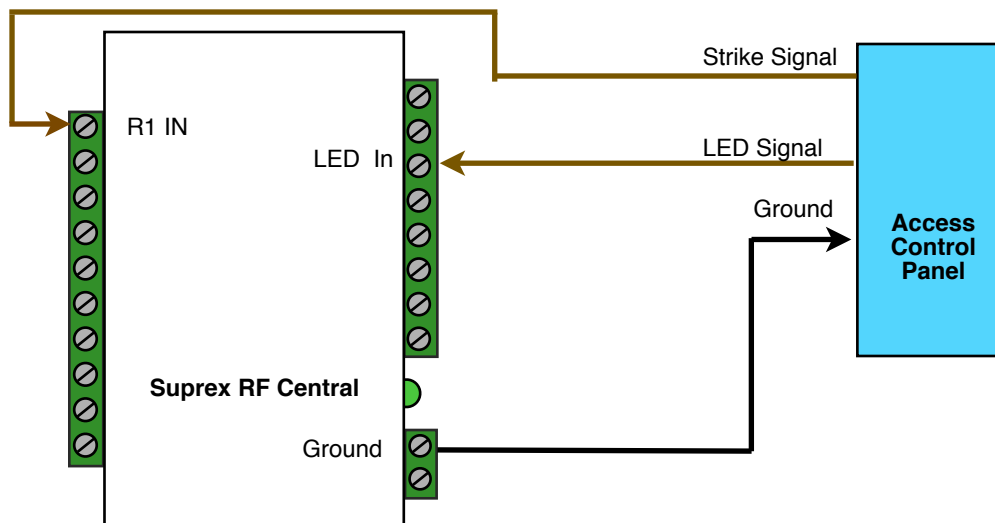 Strike Signal
R1 IN
LED In
LED Signal
Ground
Access
Control
Panel
Suprex RF Central
Ground